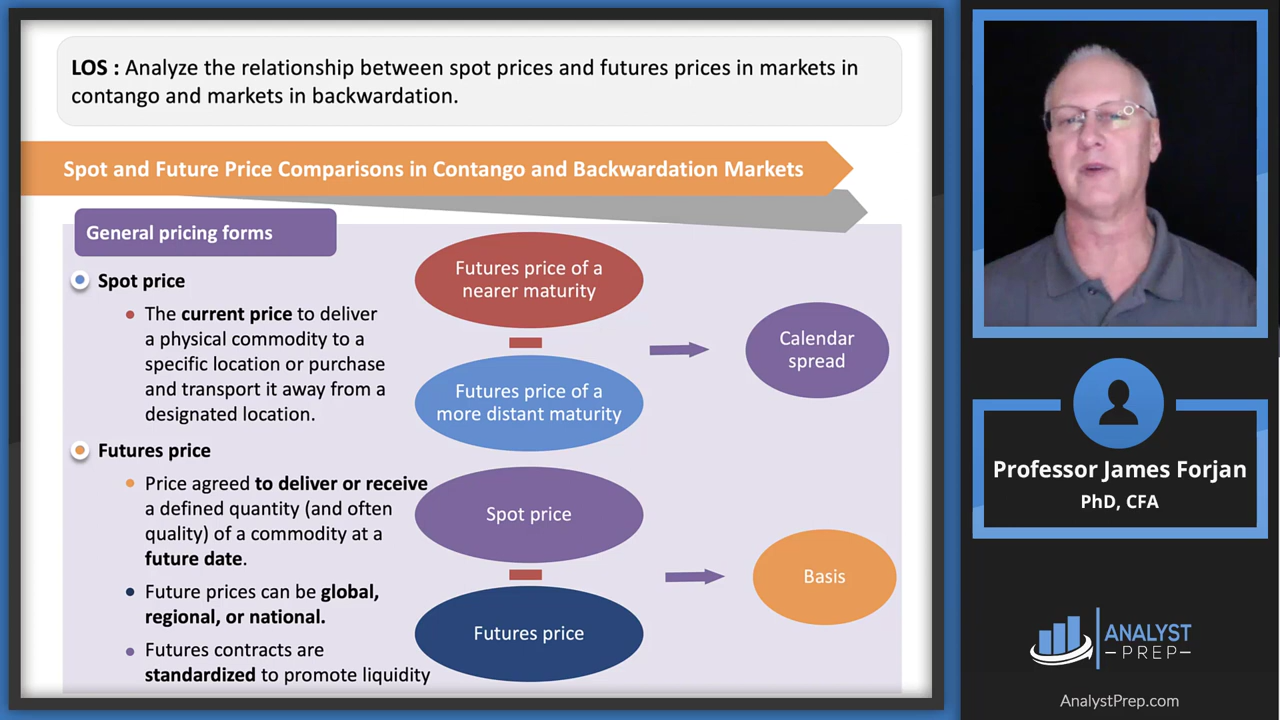 LOS : Analyze the relationship between spot prices and futures prices in markets in
contango and markets in backwardation.
Spot and Future Price Comparisons in Contango and Backwardation Markets
General pricing forms
Spot price
The current price to deliver
a physical commodity to a
specific location or purchase
and transport it away from a
designated location.
Futures price
Price agreed to deliver or receive
a defined quantity (and often
quality) of a commodity at a
future date.
Future prices can be global,
regional, or national.
Futures contracts are
standardized to promote liquidity
Futures price of a
nearer maturity
Futures price of a
more distant maturity
Calendar
spread
Spot price
Futures price
Basis
Professor James Forjan
PhD, CFA
ANALYST
PREP
AnalystPrep.com